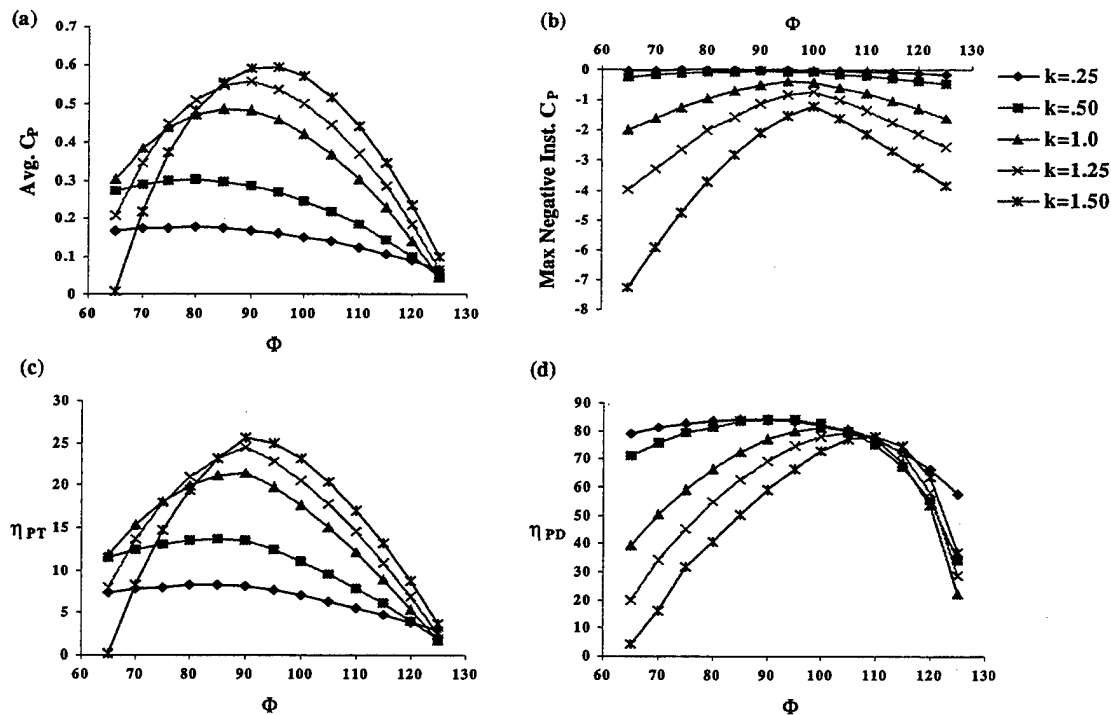 (a)
0.7
0.6
0.5
0.4
0.3
0.2
0.1
0
Avg. CP
60 70 80 90 100 110 120 130
Φ
(b)
Φ
60 70 80 90 100 110 120 130
0
-1
-2
-3
-4
-5
-6
-7
-8
Max Negative Inst. CP
k=.25
k=.50
k=1.0
k=1.25
k=1.50
(c)
30
25
20
15
10
5
0
η PT
60 70 80 90 100 110 120 130
Φ
(d)
90
80
70
60
50
40
30
20
10
0
η PD
60 70 80 90 100 110 120 130
Φ